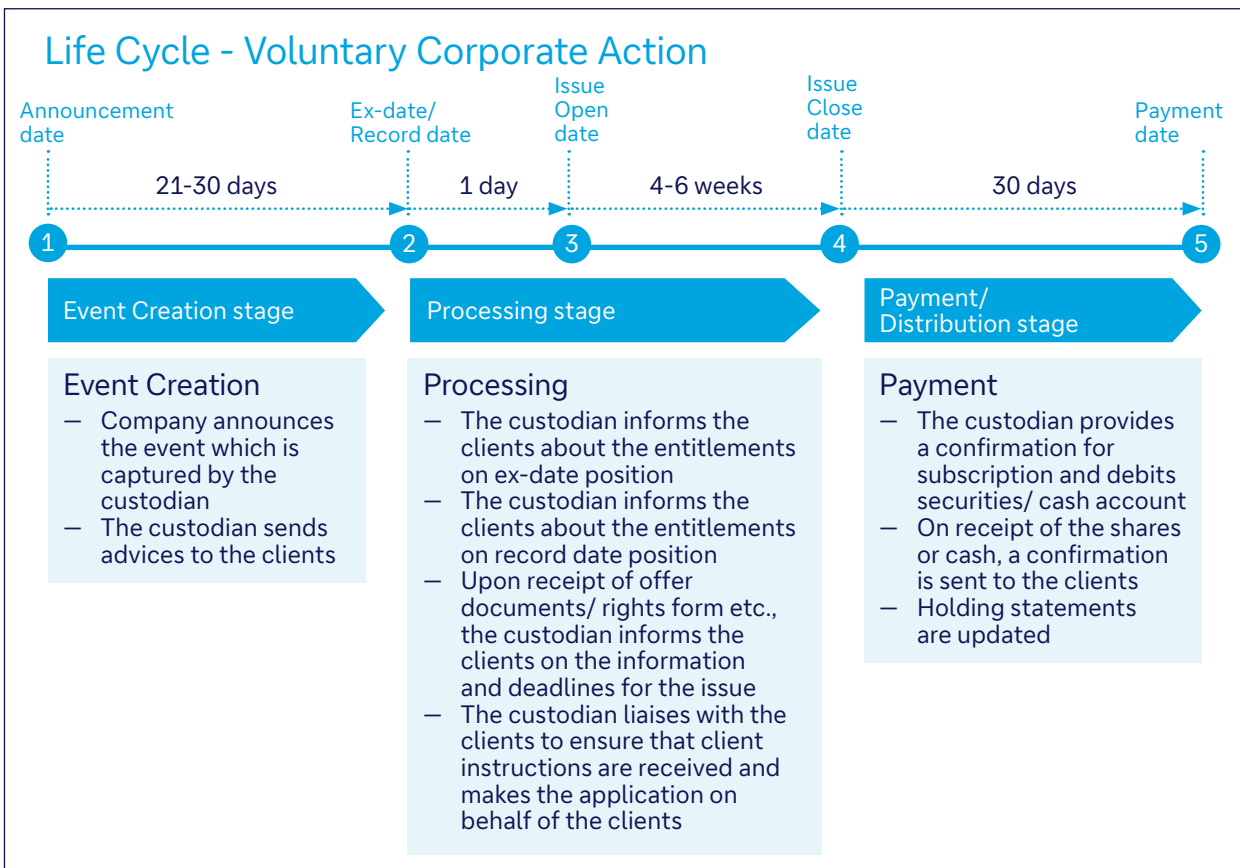 Life Cycle - Voluntary Corporate Action
Announcement
date
Ex-date/
Record date
Issue
Open
date
Issue
Close
date
Payment
date
21-30 days
1 day
4-6 weeks
30 days
1
2
3
4
5
Event Creation stage
Processing stage
Payment/
Distribution stage
Event Creation
— Company announces
the event which is
captured by the
custodian
— The custodian sends
advices to the clients
Processing
— The custodian informs the
clients about the entitlements
on ex-date position
— The custodian informs the
clients about the entitlements
on record date position
— Upon receipt of offer
documents/ rights form etc.,
the custodian informs the
clients on the information
and deadlines for the issue
— The custodian liaises with the
clients to ensure that client
instructions are received and
makes the application on
behalf of the clients
Payment
— The custodian provides
a confirmation for
subscription and debits
securities/ cash account
— On receipt of the shares
or cash, a confirmation
is sent to the clients
— Holding statements
are updated